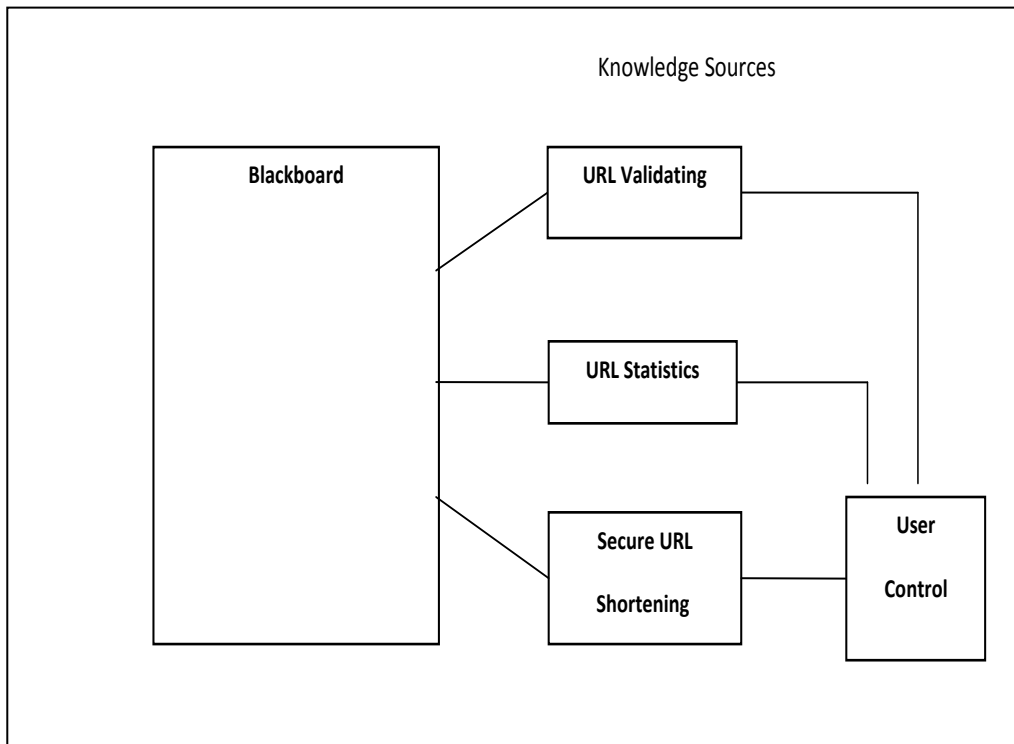 Knowledge Sources
Blackboard
URL Validating
URL Statistics
Secure URL
Shortening
User
Control